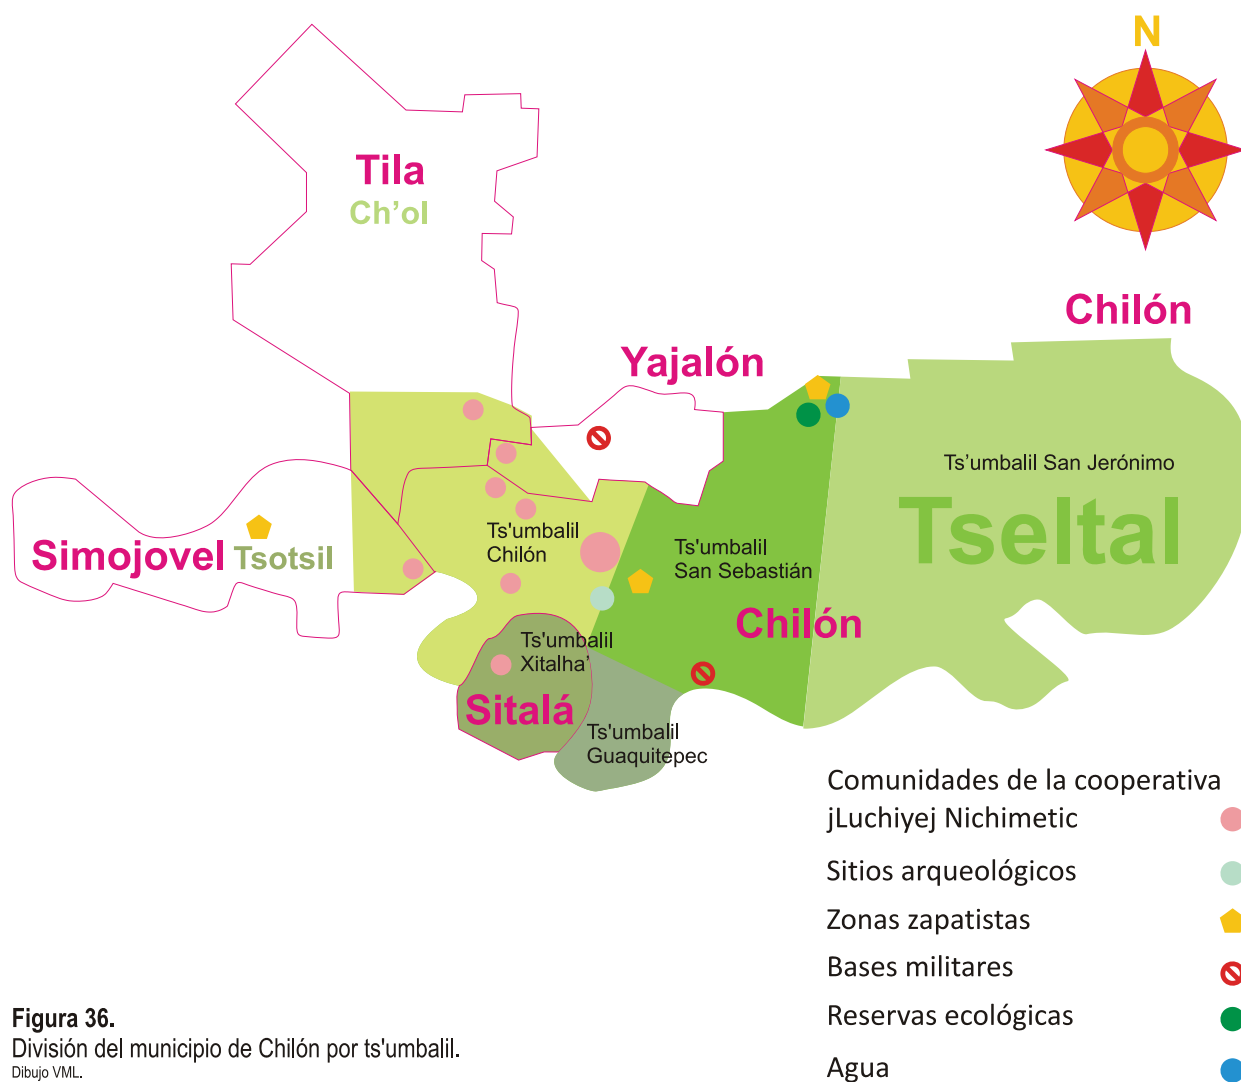 N
Tila
Ch’ol
Chilón
Yajalón
Ts’umbalil San Jerónimo
Tseltal
Simojovel
Tsotsil
Ts'umbalil
Chilón
Ts'umbalil
San Sebastián
Chilón
Ts'umbalil
Xitalha’
Sitalá
Ts'umbalil
Guaquitepec
Comunidades de la cooperativa
jLuchiyej Nichimetic
Sitios arqueológicos
Zonas zapatistas
Bases militares
Reservas ecológicas
Agua
Figura 36.
División del municipio de Chilón por ts'umbalil.
Dibujo VML.